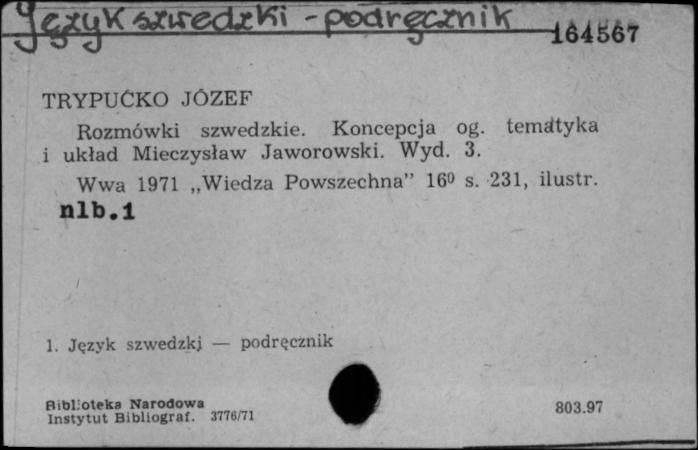 Język szwedzki - podręcznik
164567
TRYPUĆKO JÓZEF
Rozmówki szwedzkie. Koncepcja og. tematyka
i układ Mieczysław Jaworowski. Wyd. 3.
Wwa 1971 „Wiedza Powszechna” 16⁰ s. 231, ilustr.
nlb.1
1. Język szwedzkj — podręcznik
Biblioteka Narodowa
Instytut Bibliograf. 3776/71
803.97